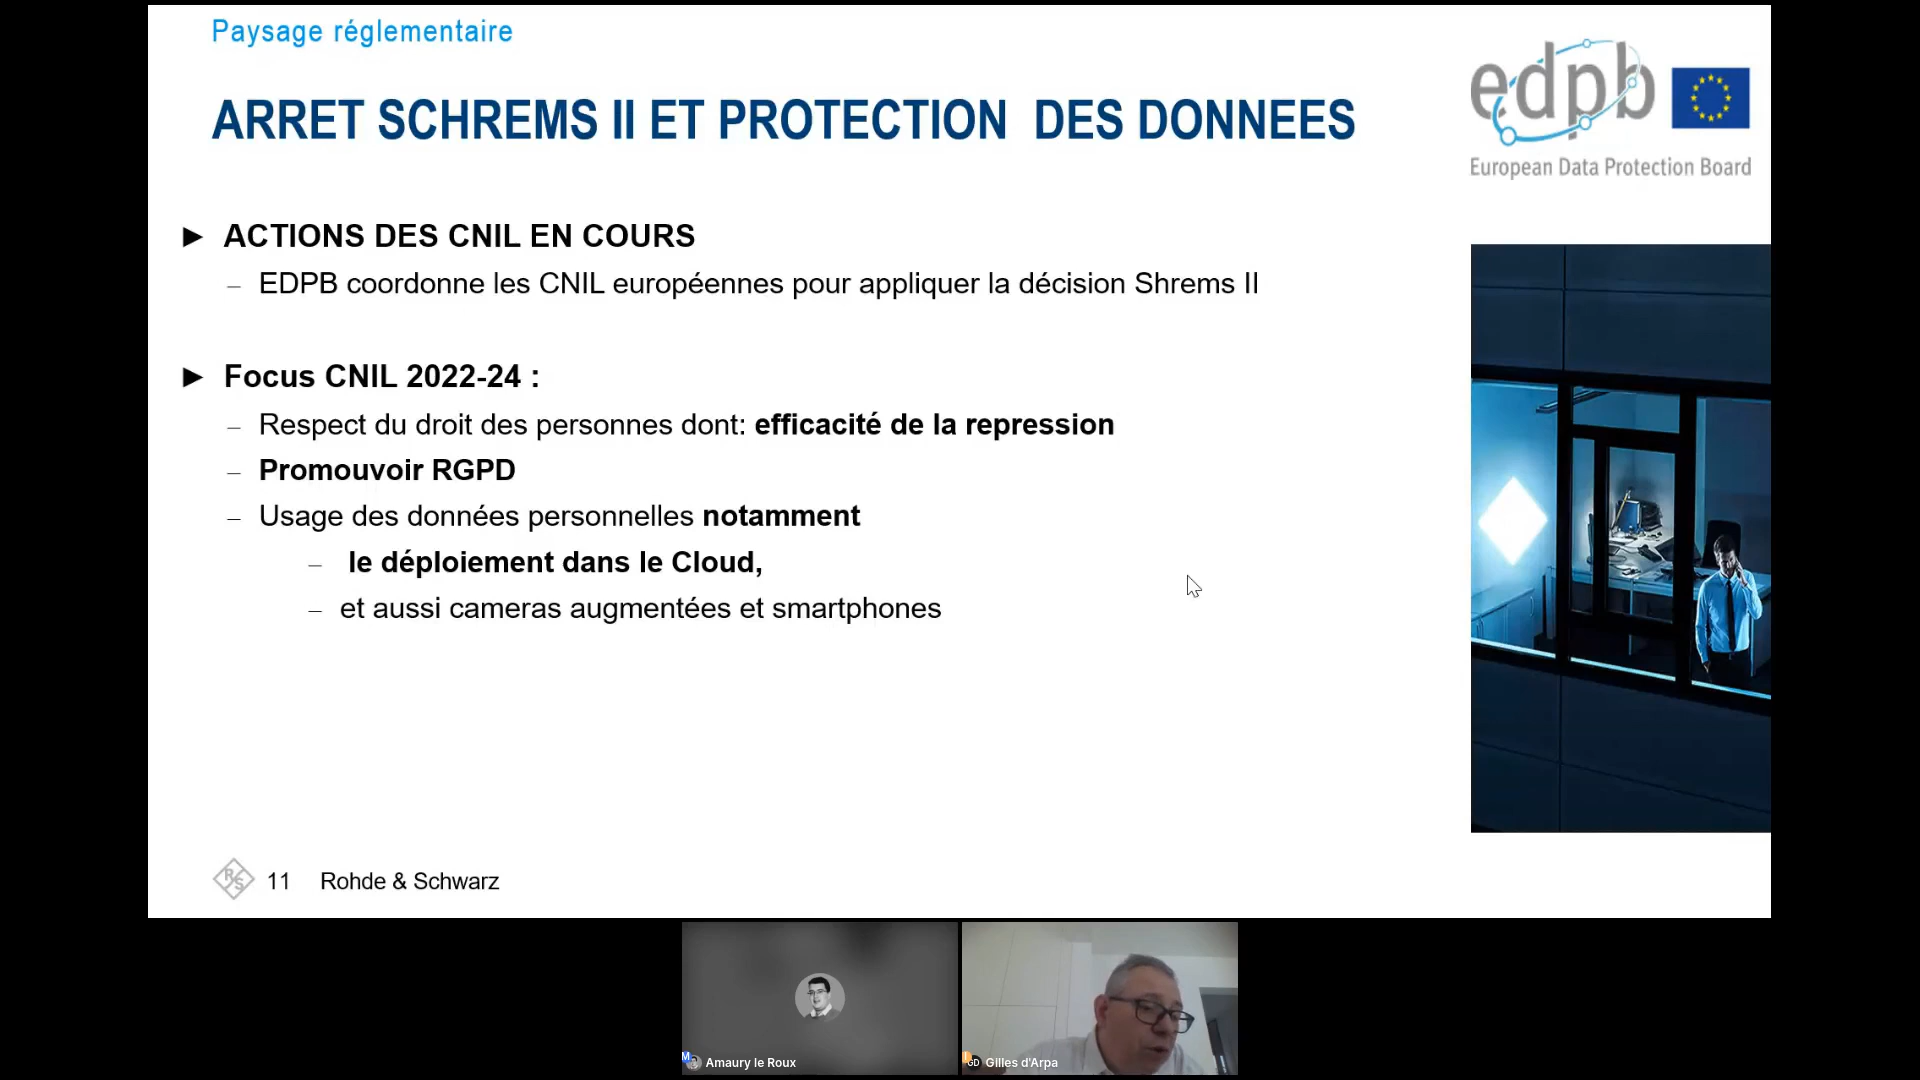 Paysage réglementaire
ARRET SCHREMS II ET PROTECTION DES DONNEES
edpb
European Data Protection Board
► ACTIONS DES CNIL EN COURS
– EDPB coordonne les CNIL européennes pour appliquer la décision Shrems II
► Focus CNIL 2022-24 :
– Respect du droit des personnes dont: efficacité de la repression
– Promouvoir RGPD
– Usage des données personnelles notamment
– le déploiement dans le Cloud,
– et aussi cameras augmentées et smartphones
RS 11 Rohde & Schwarz
M Amaury le Roux
GD Gilles d'Arpa